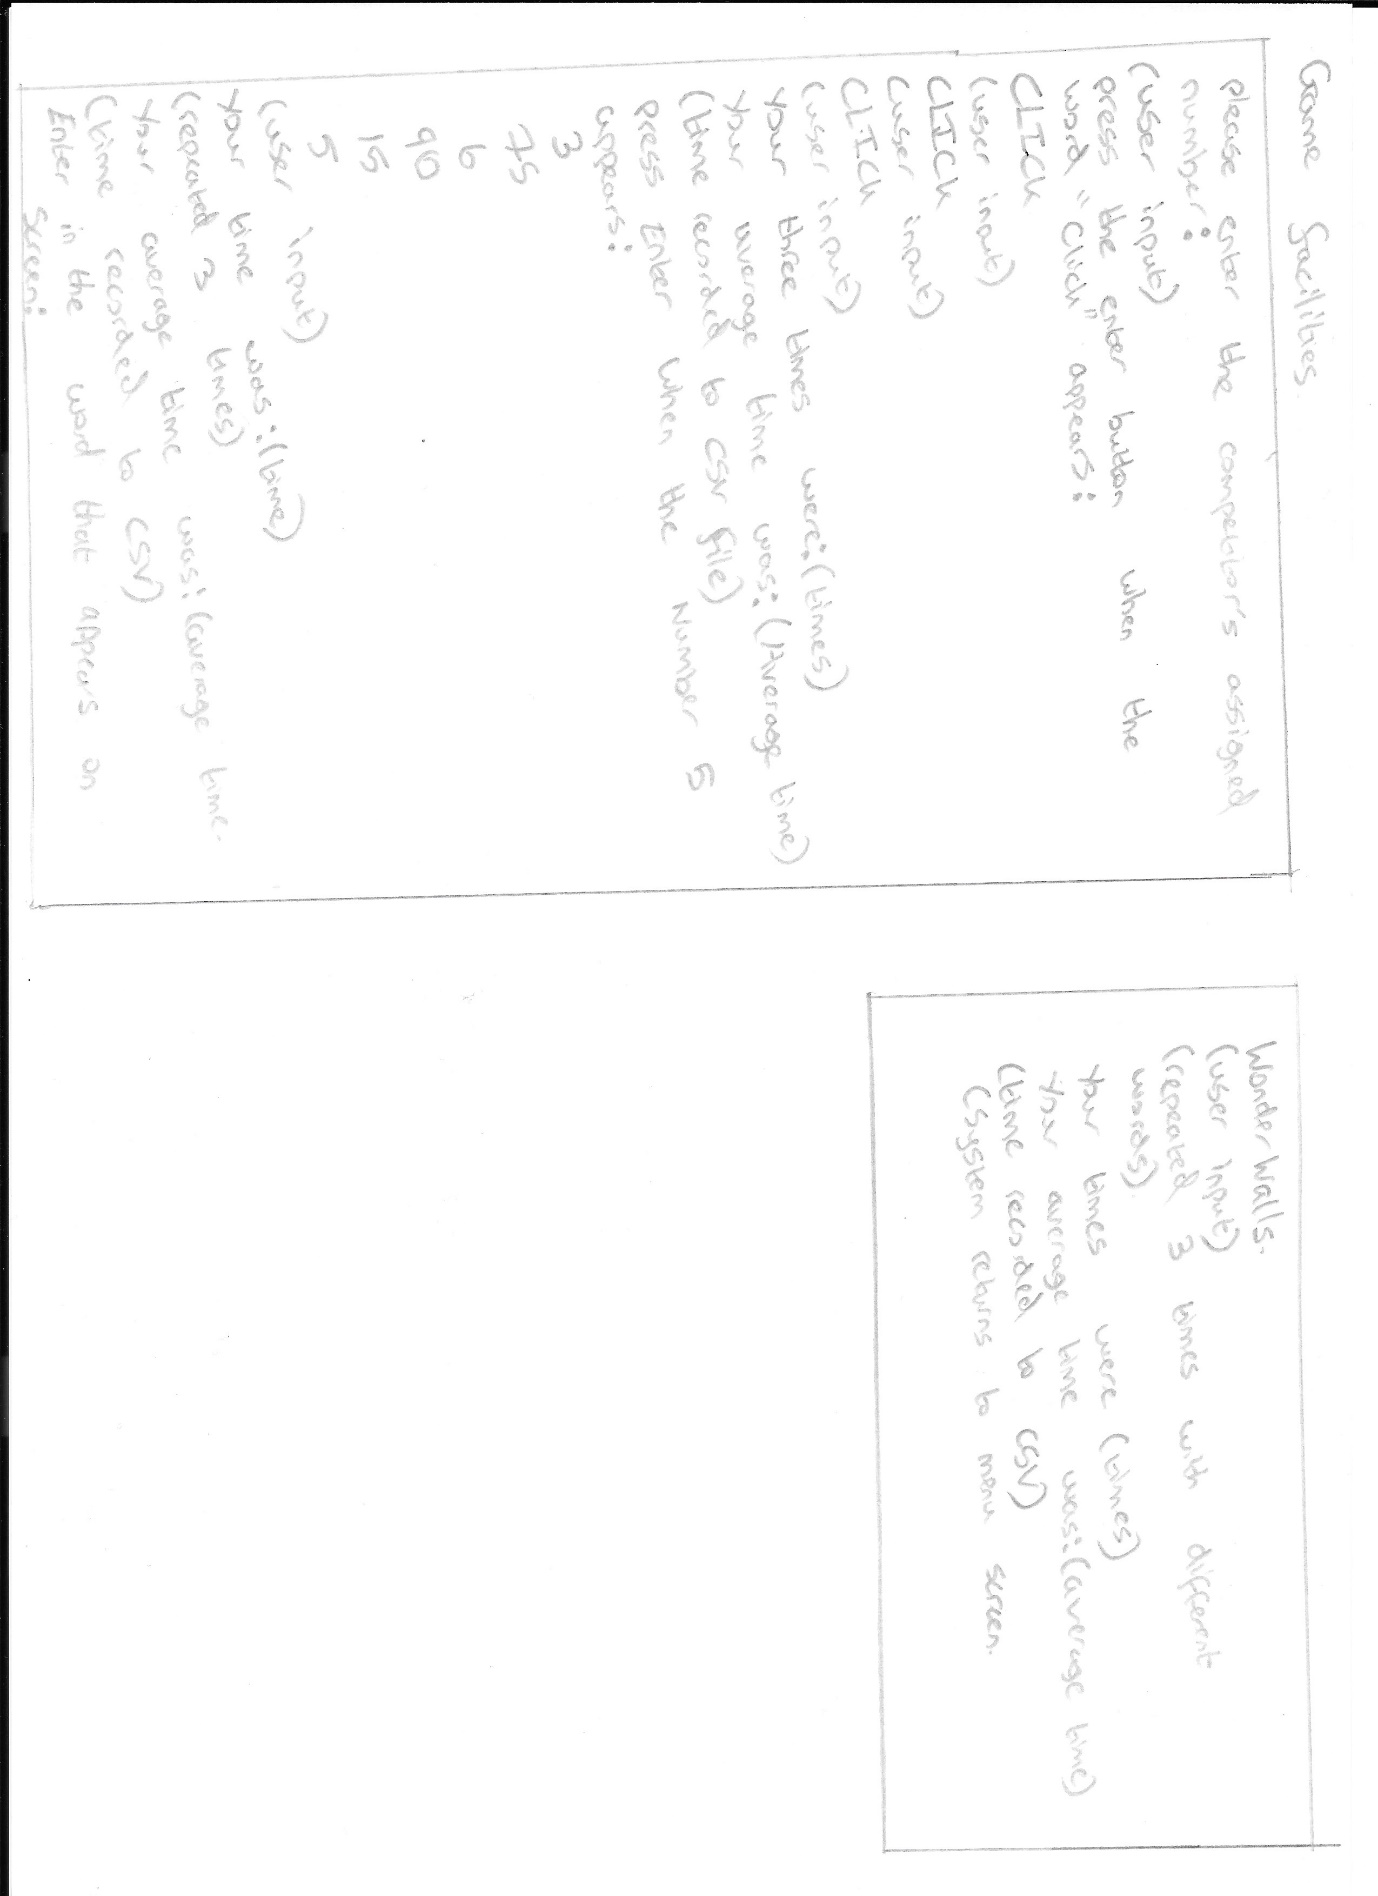 Game facilities
please enter the competitor's assigned
number:
(user input)
press the enter button when the
word "click" appears:
CLICK
(user input)
CLICK
(user input)
CLICK
(user input)
Your three times were:(times)
Your average time was:(Average time)
(time recorded to CSV file)
press Enter when the Number 5
appears:
3
75
6
90
15
5
(user input)
Your time was:(time)
(repeated 3 times)
Your average time was:(average time.
(time recorded to CSV)
Enter in the word that appears on
screen:
Wonderwalls.
(user input)
(repeated 3 times with different
words)
Your times were (times)
Your average time was:(average time)
(time recorded to CSV)
(System returns to menu screen.